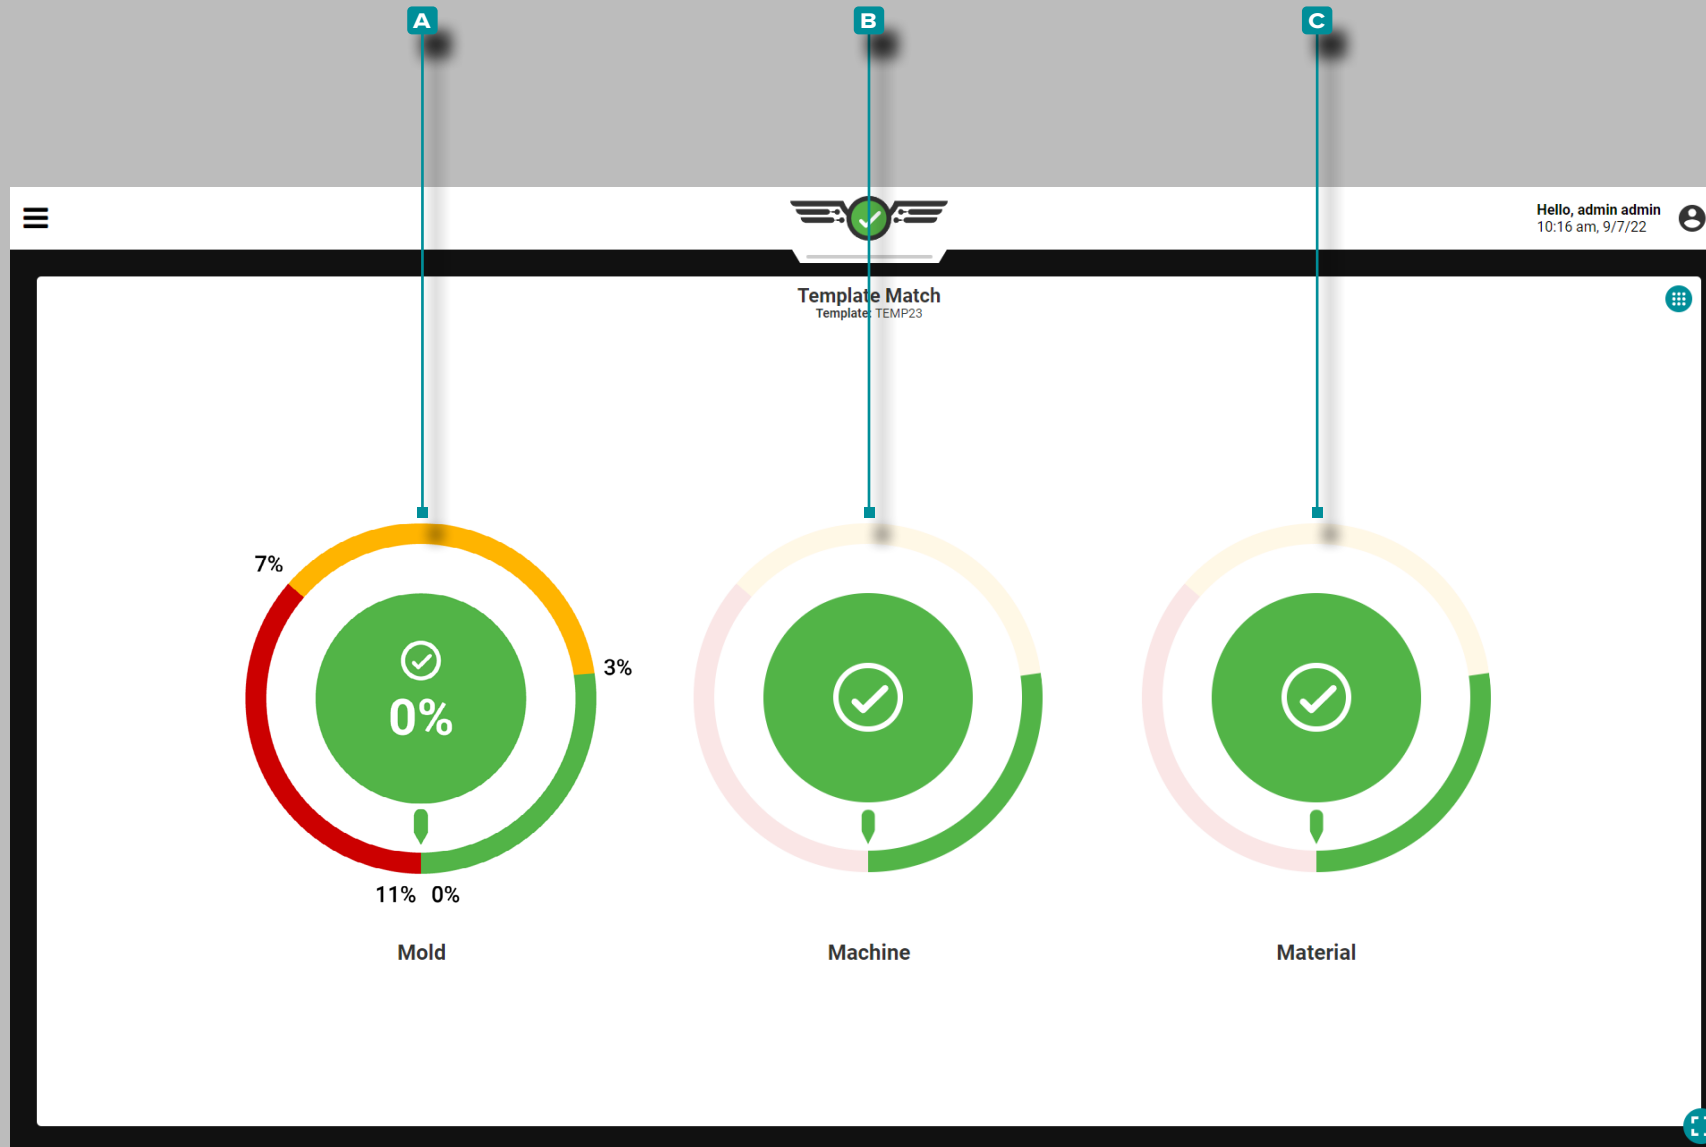 A
B
C
Hello, admin admin
10:16 am, 9/7/22
Template Match
Template: TEMP23
7%
3%
0%
11% 0%
Mold
Machine
Material